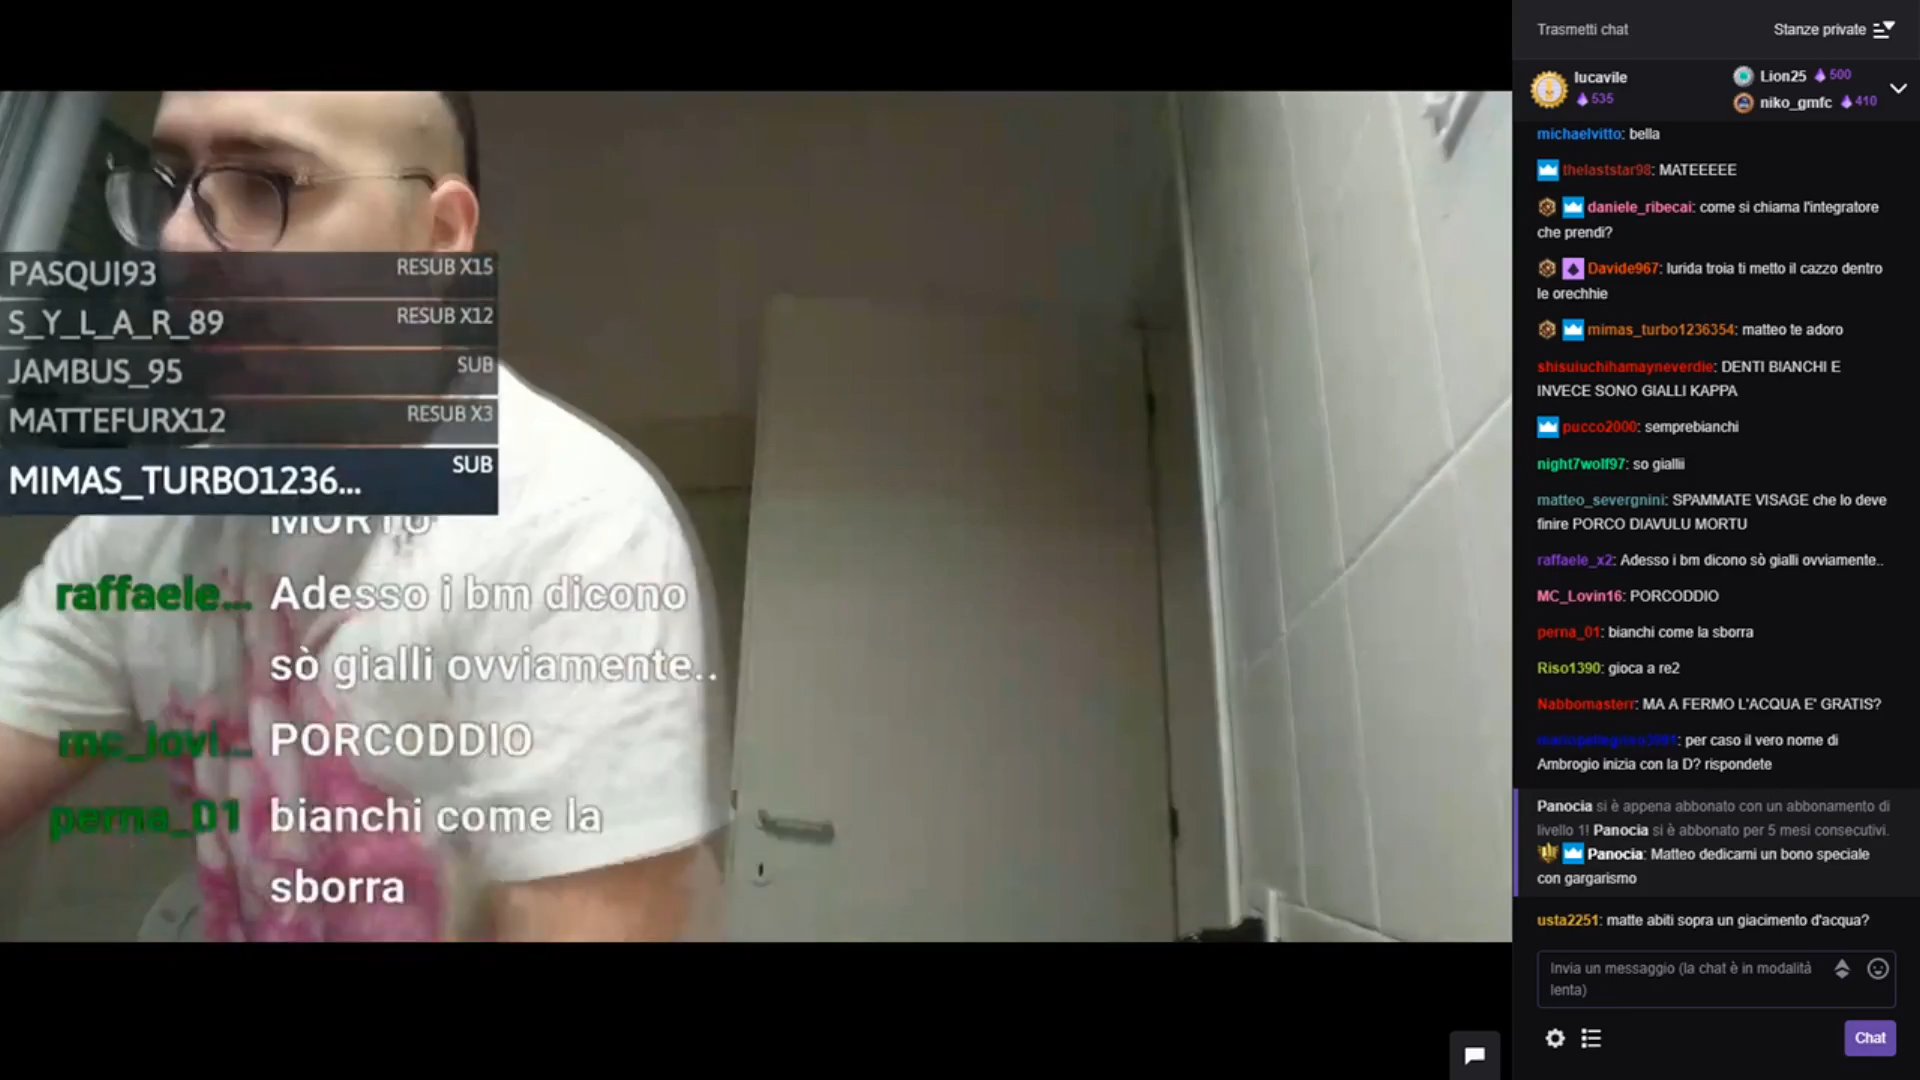 PASQUI93 RESUB X15
S_Y_L_A_R_89 RESUB X12
JAMBUS_95 SUB
MATTEFURX12 RESUB X3
MIMAS_TURBO1236... SUB
MORTU
raffaele... Adesso i bm dicono
sò gialli ovviamente..
mc_lovi... PORCODDIO
perna_01 bianchi come la
sborra
Trasmetti chat
Stanze private
lucavile
535
Lion25 500
niko_gmfc 410
michaelvitto: bella
thelaststar98: MATEEEEE
daniele_ribecai: come si chiama l'integratore
che prendi?
Davide967: lurida troia ti metto il cazzo dentro
le orechhie
mimas_turbo1236354: matteo te adoro
shisuiuchihamayneverdie: DENTI BIANCHI E
INVECE SONO GIALLI KAPPA
pucco2000: semprebianchi
night7wolf97: so giallii
matteo_severgnini: SPAMMATE VISAGE che lo deve
finire PORCO DIAVULU MORTU
raffaele_x2: Adesso i bm dicono sò gialli ovviamente..
MC_Lovin16: PORCODDIO
perna_01: bianchi come la sborra
Riso1390: gioca a re2
Nabbomasterr: MA A FERMO L'ACQUA E' GRATIS?
: per caso il vero nome di
Ambrogio inizia con la D? rispondete
Panocia si è appena abbonato con un abbonamento di
livello 1! Panocia si è abbonato per 5 mesi consecutivi.
Panocia: Matteo dedicami un bono speciale
con gargarismo
usta2251: matte abiti sopra un giacimento d'acqua?
Invia un messaggio (la chat è in modalità
lenta)
Chat